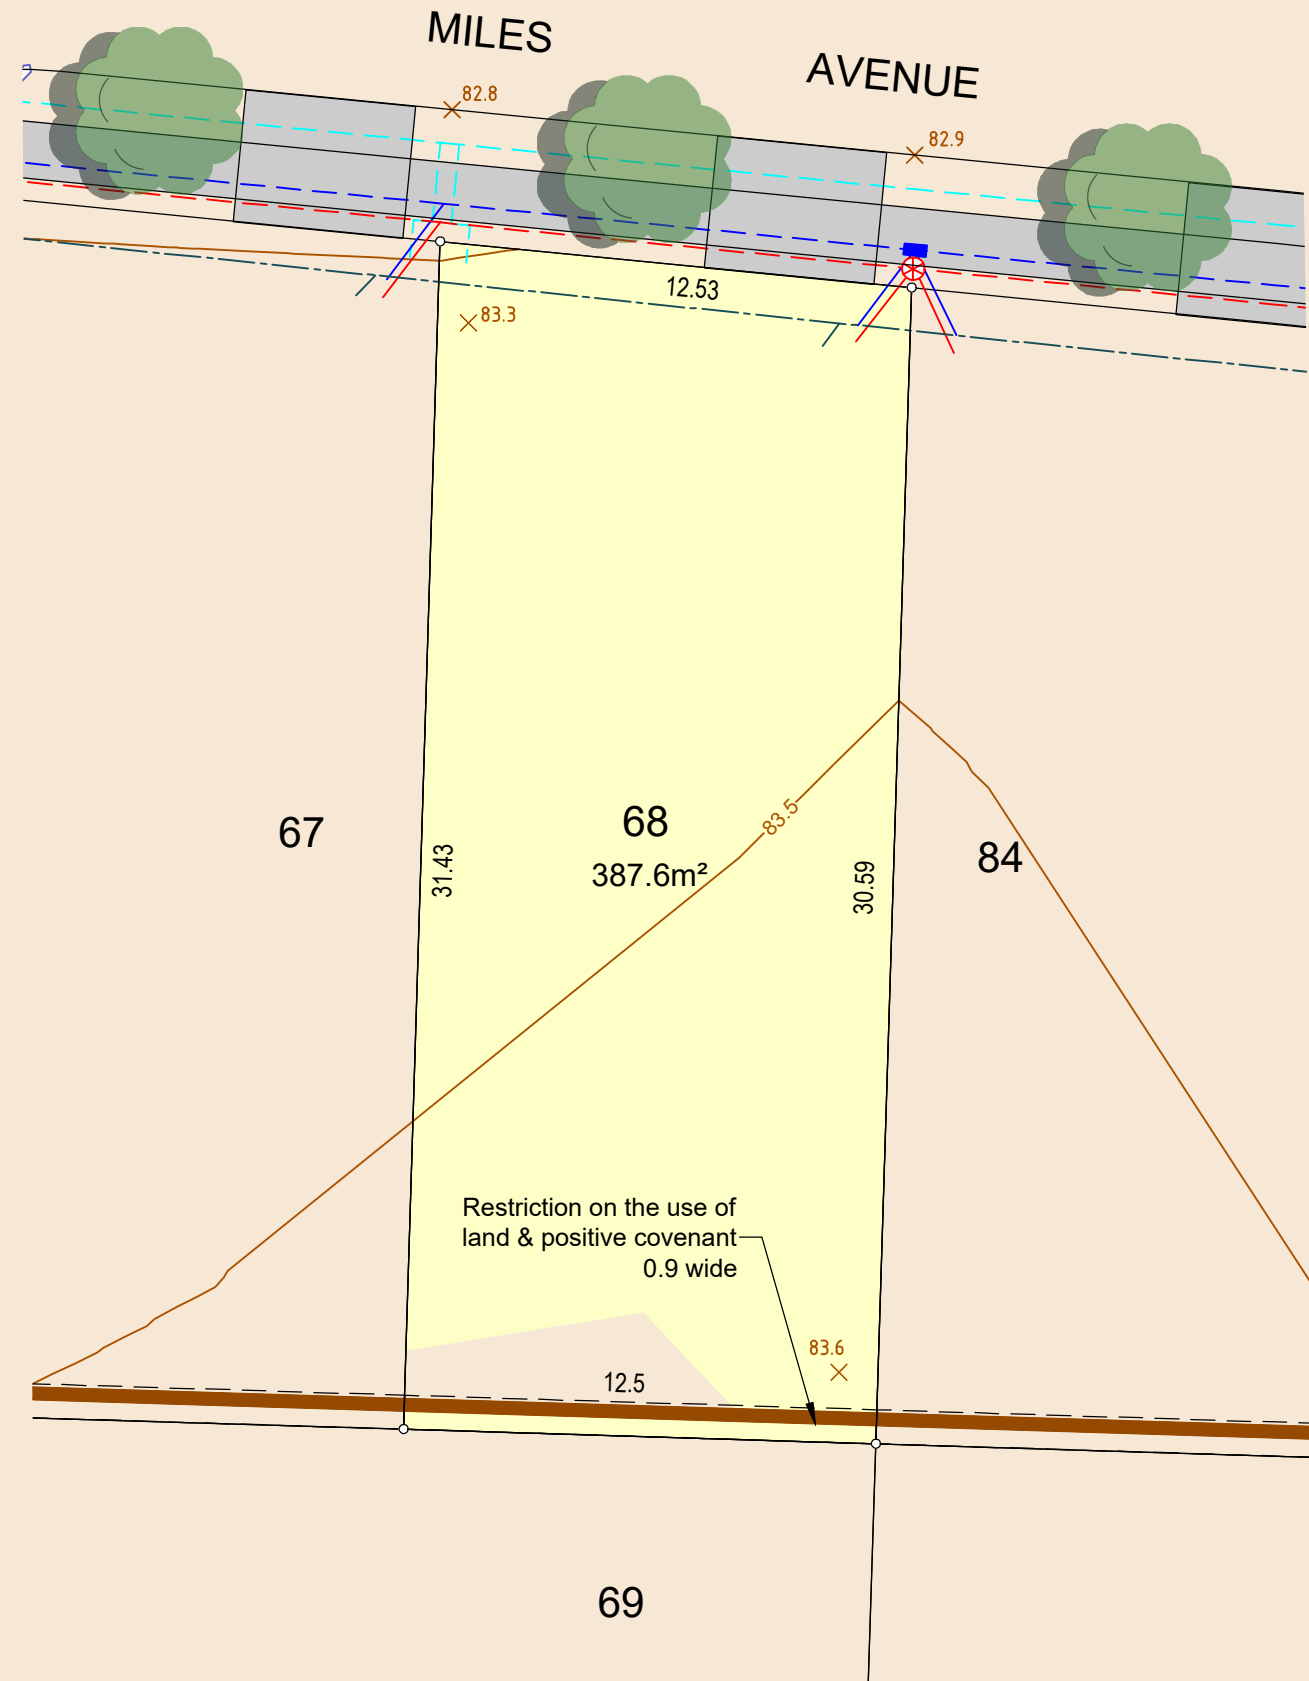 MILES
AVENUE
82.8
82.9
12.53
83.3
83.5
67
68
387.6m²
84
31.43
30.59
Restriction on the use of
land & positive covenant
0.9 wide
83.6
12.5
69